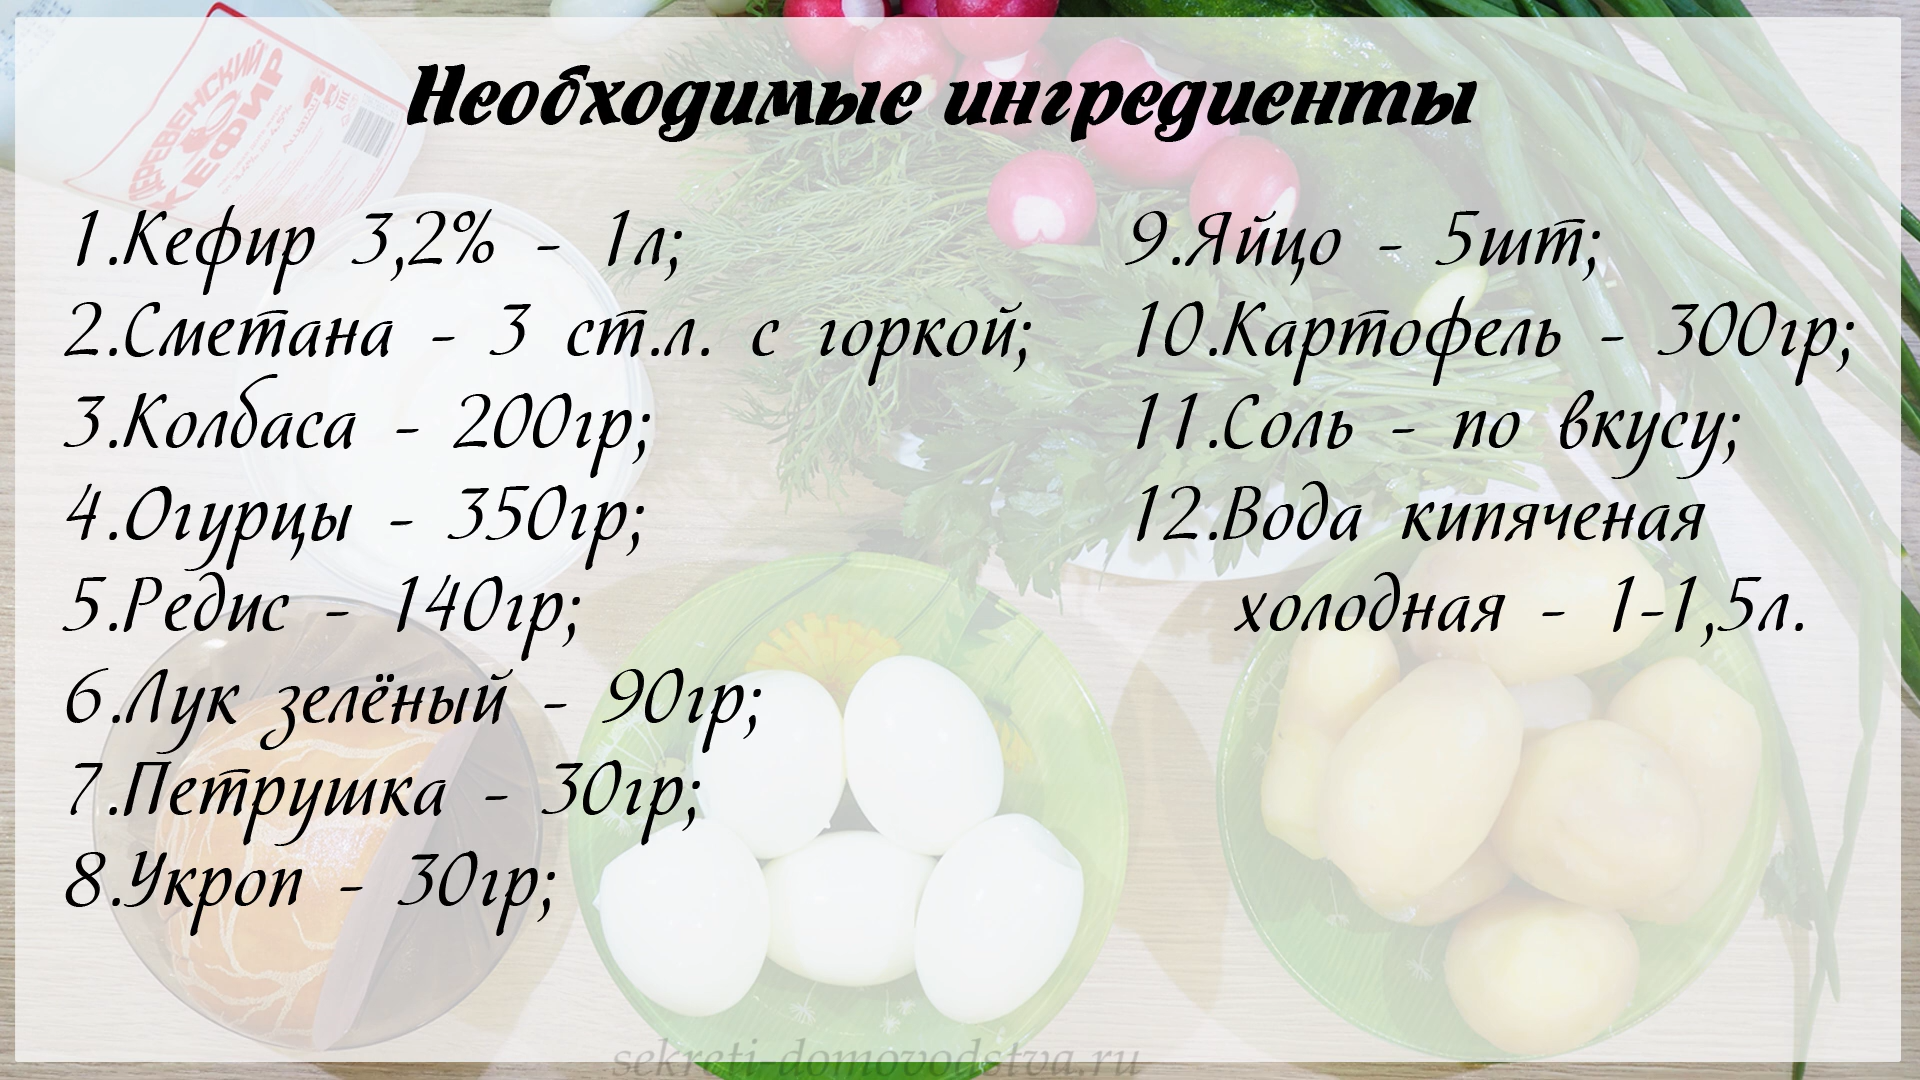 Необходимые ингредиенты
1.Кефир 3,2% - 1л;
2.Сметана - 3 ст.л. с горкой;
3.Колбаса - 200гр;
4.Огурцы - 350гр;
5.Редис - 140гр;
6.Лук зелёный - 90гр;
7.Петрушка - 30гр;
8.Укроп - 30гр;
9.Яйцо - 5шт;
10.Картофель - 300гр;
11.Соль - по вкусу;
12.Вода кипяченая
холодная - 1-1,5л.
ДЕРЕВЕНСКИЙ
КЕФИР
sekreti-domovodstva.ru